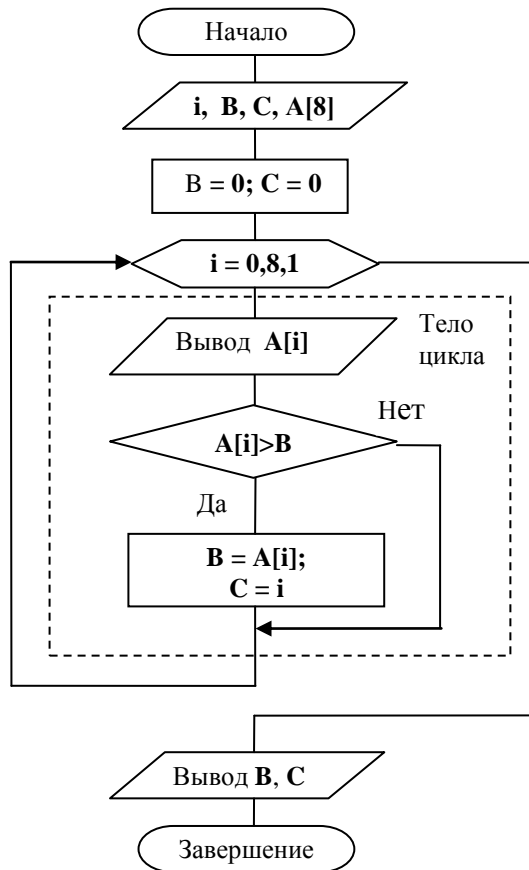 Начало
i, B, C, A[8]
B = 0; C = 0
i = 0,8,1
Тело
цикла
Вывод A[i]
Нет
A[i]>B
Да
B = A[i];
C = i
Вывод B, C
Завершение